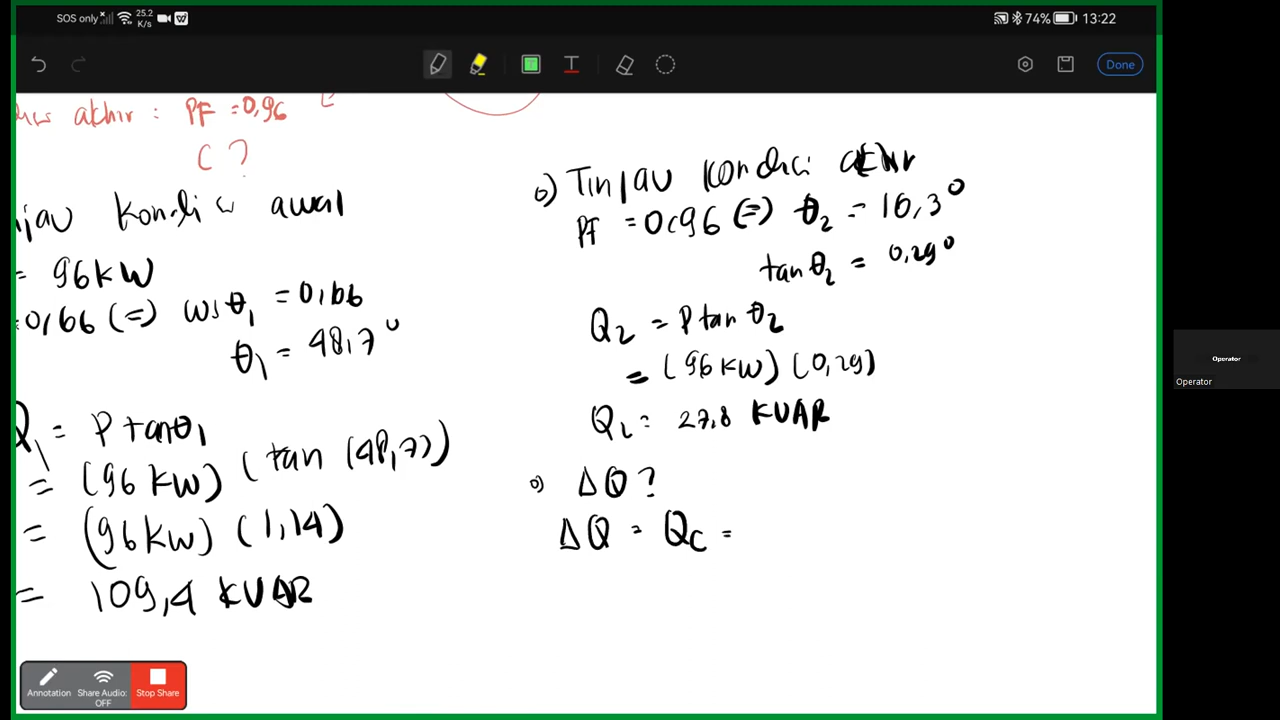 SOS only 25.2 K/s 74% 13:22
Done
akhir : PF = 0,96
C ?
jau Kondisi awal
= 96 KW
= 0,66 (=) cos θ₁ = 0,66
θ₁ = 48,7°
Q₁ = P tan θ₁
= (96 KW) (tan (48,7))
= (96 KW) (1,14)
= 109,4 KVAR
o) Tinjau Kondisi akhir
PF = 0,96 (=) θ₂ = 16,3°
tan θ₂ = 0,29°
Q₂ = P tan θ₂
= (96 KW) (0,29)
Q₂ = 27,8 KVAR
o) ΔQ ?
ΔQ = Qc =
Operator
Operator
Annotation
Share Audio: OFF
Stop Share